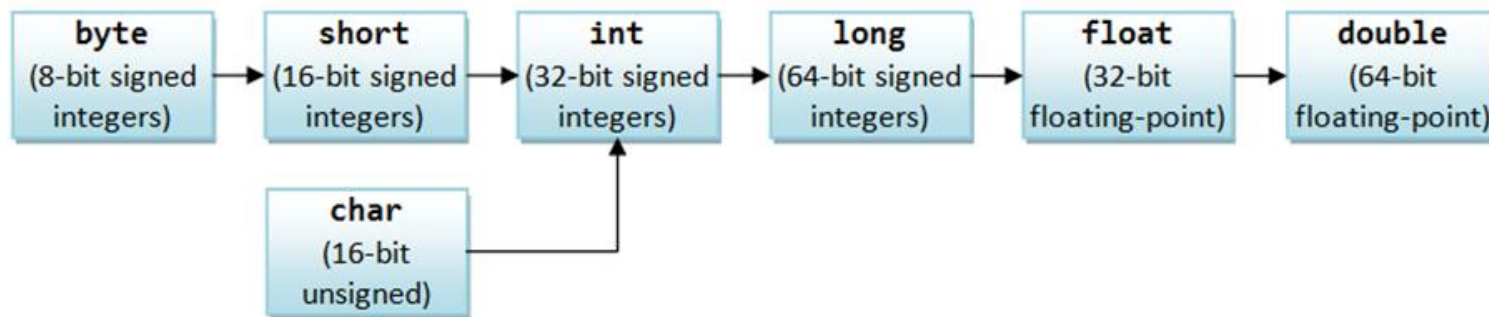 byte
(8-bit signed
integers)
short
(16-bit signed
integers)
int
(32-bit signed
integers)
long
(64-bit signed
integers)
float
(32-bit
floating-point)
double
(64-bit
floating-point)
char
(16-bit
unsigned)